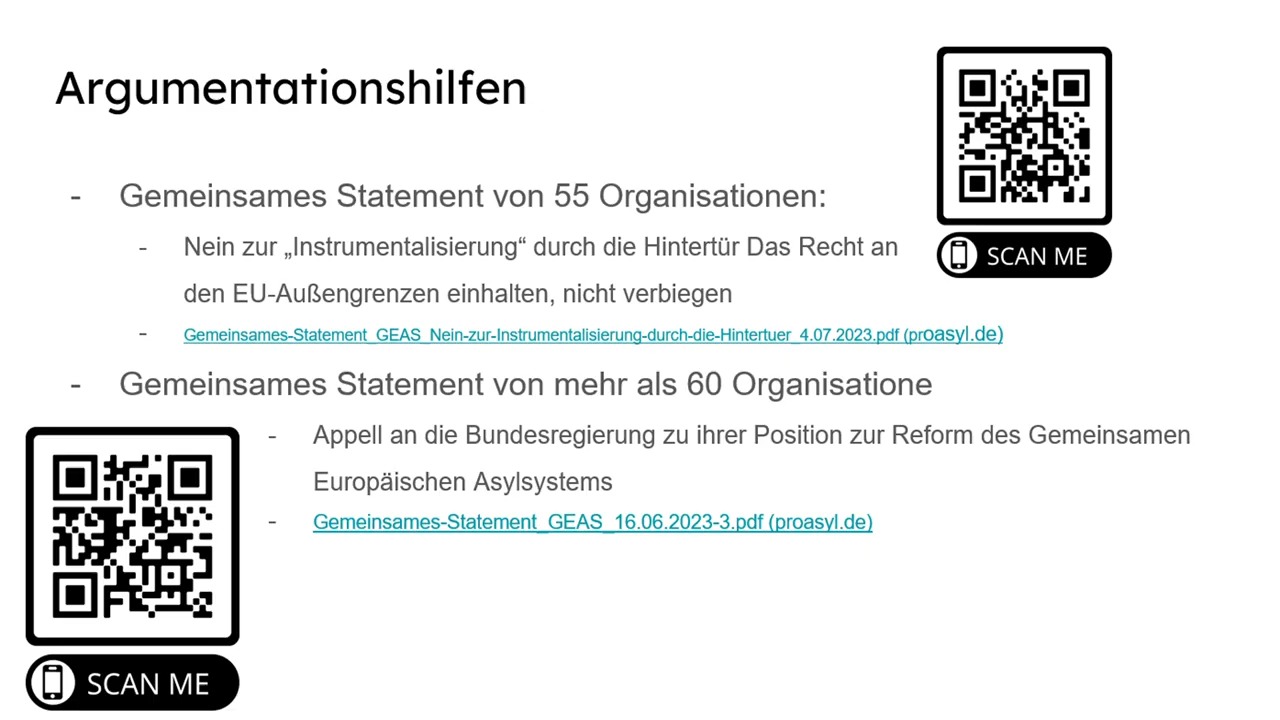 Argumentationshilfen
- Gemeinsames Statement von 55 Organisationen:
- Nein zur „Instrumentalisierung“ durch die Hintertür Das Recht an
den EU-Außengrenzen einhalten, nicht verbiegen
SCAN ME
- Gemeinsames-Statement_GEAS_Nein-zur-Instrumentalisierung-durch-die-Hintertuer_4.07.2023.pdf (proasyl.de)
- Gemeinsames Statement von mehr als 60 Organisatione
- Appell an die Bundesregierung zu ihrer Position zur Reform des Gemeinsamen
Europäischen Asylsystems
- Gemeinsames-Statement_GEAS_16.06.2023-3.pdf (proasyl.de)
SCAN ME